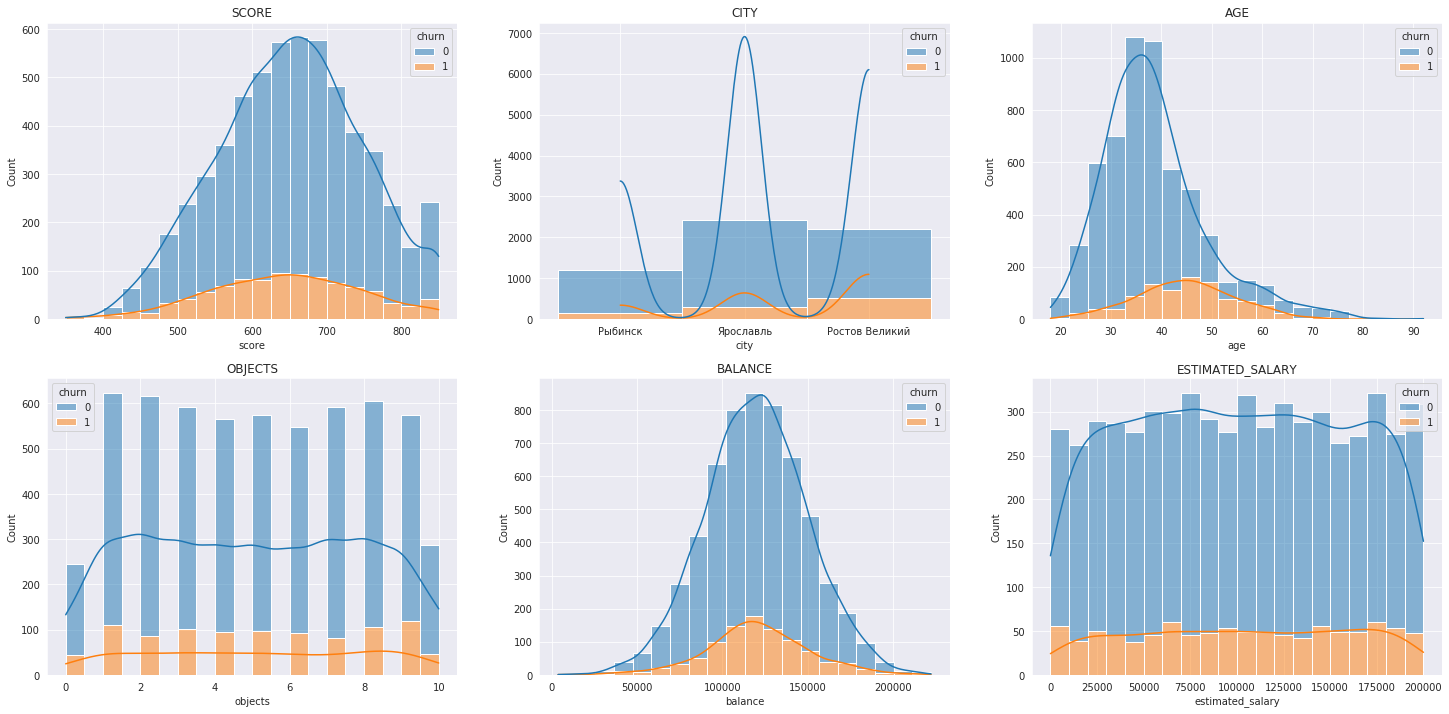 SCORE
churn
0
1
600
500
400
300
200
100
0
Count
400 500 600 700 800
score
CITY
churn
0
1
7000
6000
5000
4000
3000
2000
1000
0
Count
Рыбинск Ярославль Ростов Великий
city
AGE
churn
0
1
1000
800
600
400
200
0
Count
20 30 40 50 60 70 80 90
age
OBJECTS
churn
0
1
600
500
400
300
200
100
0
Count
0 2 4 6 8 10
objects
BALANCE
churn
0
1
800
700
600
500
400
300
200
100
0
Count
0 50000 100000 150000 200000
balance
ESTIMATED_SALARY
churn
0
1
300
250
200
150
100
50
0
Count
0 25000 50000 75000 100000 125000 150000 175000 200000
estimated_salary